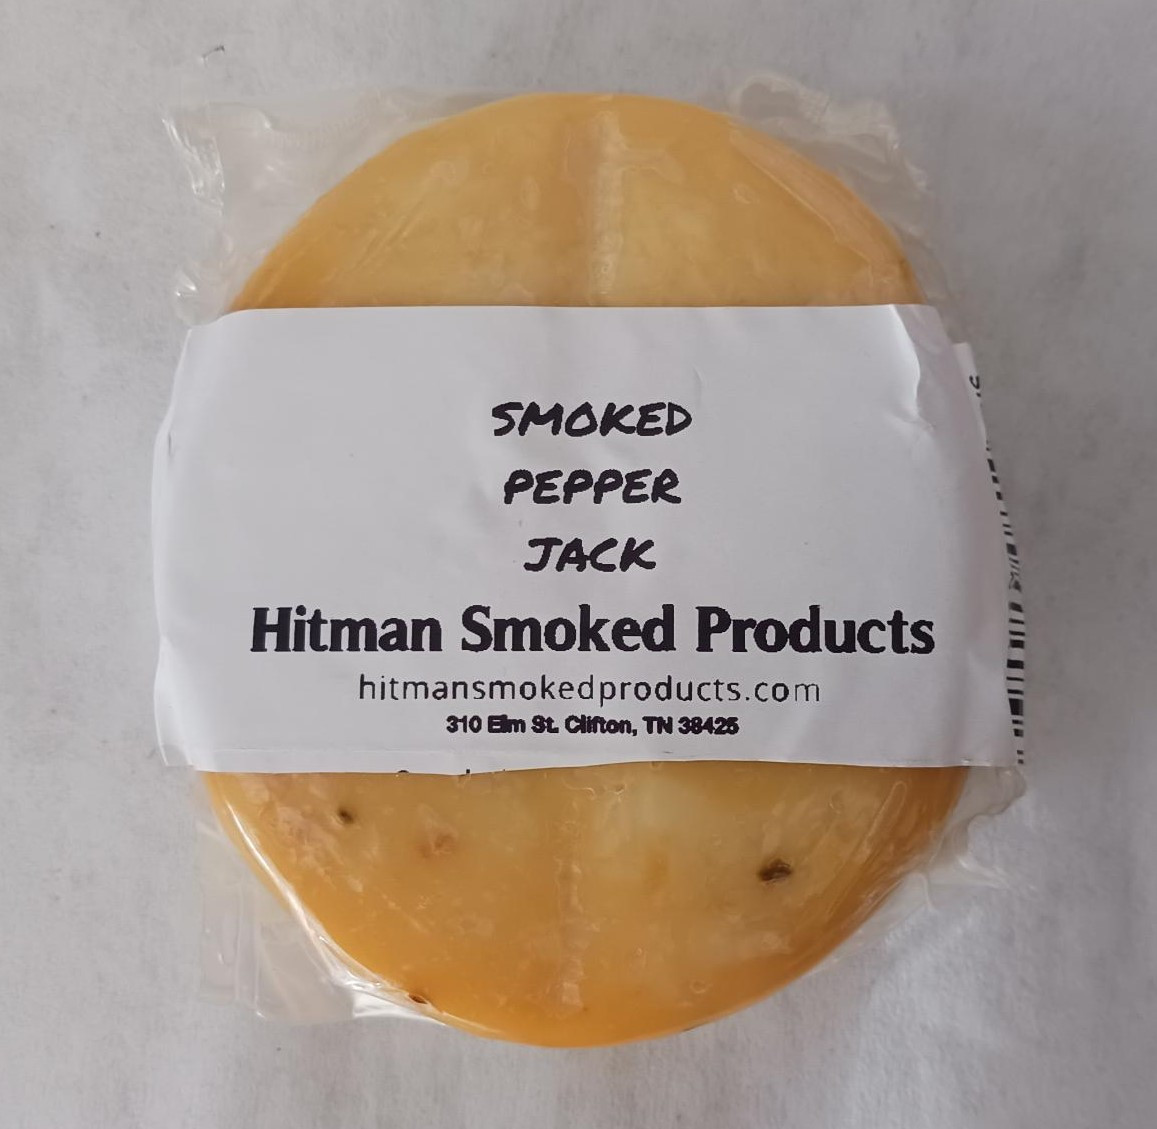 SMOKED
PEPPER
JACK
Hitman Smoked Products
hitmansmokedproducts.com
310 Elm St. Clifton, TN 38425